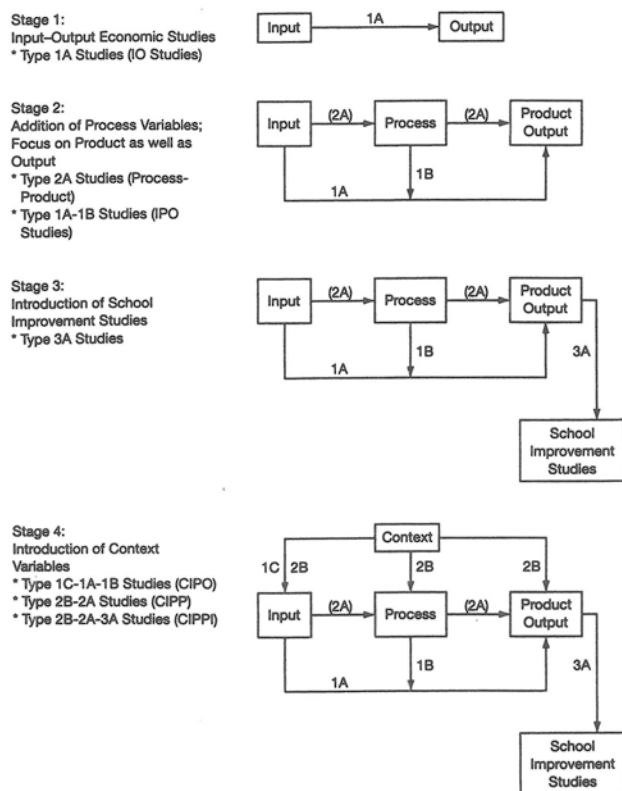 Stage 1:
Input–Output Economic Studies
* Type 1A Studies (IO Studies)
Input
1A
Output
Stage 2:
Addition of Process Variables;
Focus on Product as well as
Output
* Type 2A Studies (Process-
Product)
* Type 1A-1B Studies (IPO
Studies)
Input
(2A)
Process
(2A)
Product
Output
1B
1A
Stage 3:
Introduction of School
Improvement Studies
* Type 3A Studies
Input
(2A)
Process
(2A)
Product
Output
1B
1A
3A
School
Improvement
Studies
Stage 4:
Introduction of Context
Variables
* Type 1C-1A-1B Studies (CIPO)
* Type 2B-2A Studies (CIPP)
* Type 2B-2A-3A Studies (CIPPI)
Context
1C
2B
2B
2B
Input
(2A)
Process
(2A)
Product
Output
1B
1A
3A
School
Improvement
Studies